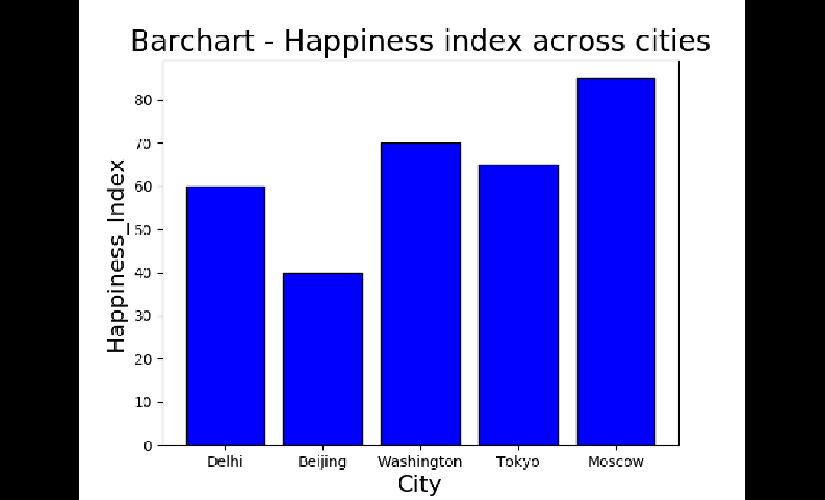 Barchart - Happiness index across cities
Happiness_Index
80
70
60
50
40
30
20
10
0
Delhi Beijing Washington Tokyo Moscow
City